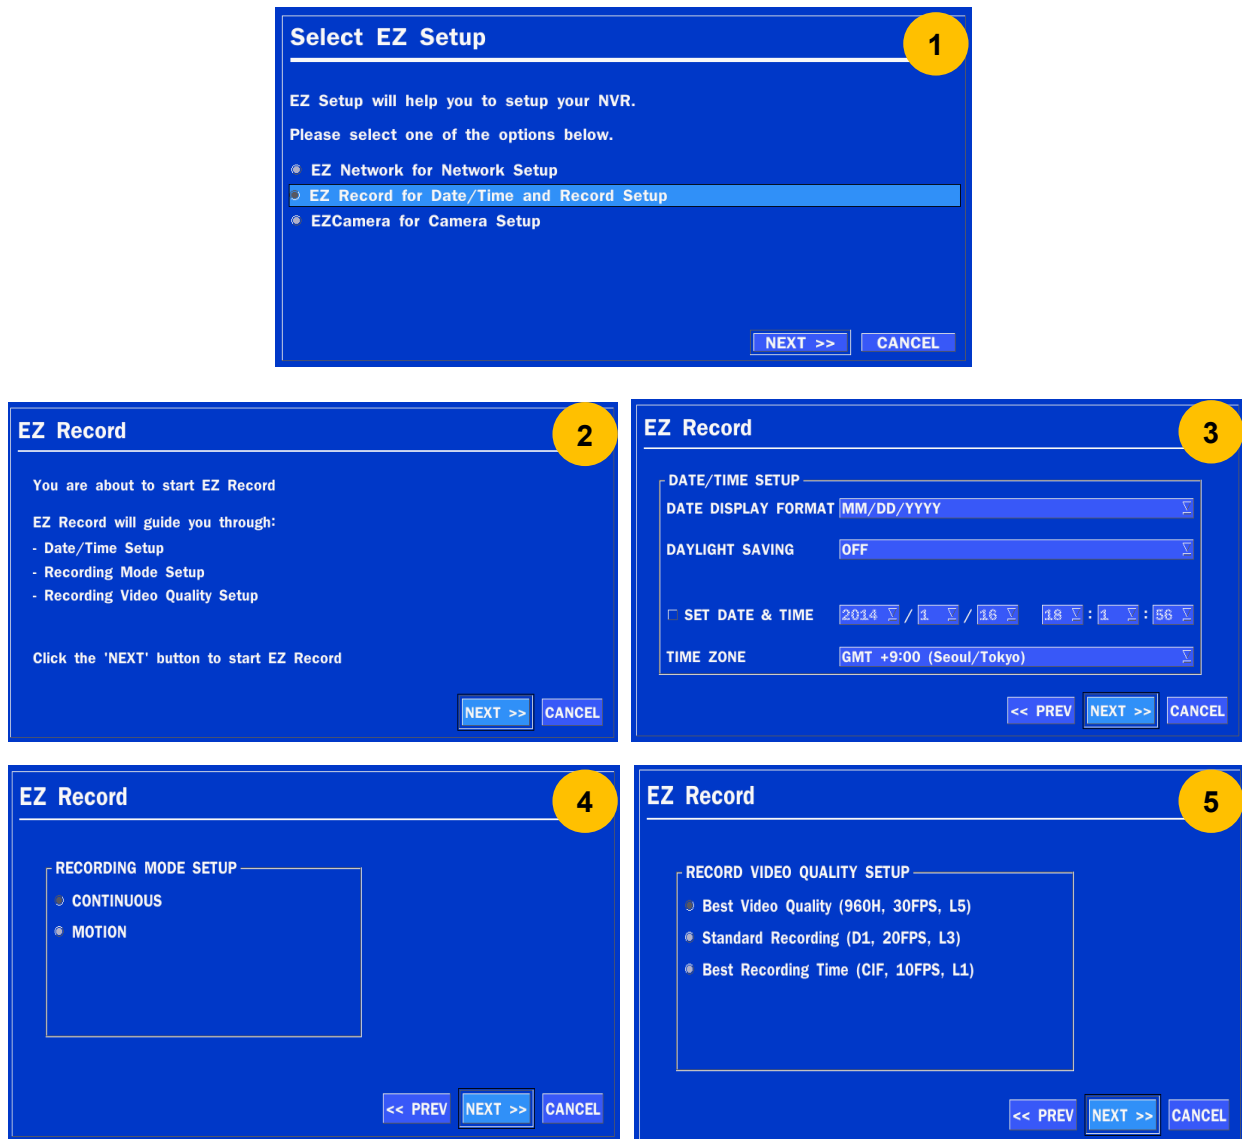 Select EZ Setup
1
EZ Setup will help you to setup your NVR.
Please select one of the options below.
EZ Network for Network Setup
EZ Record for Date/Time and Record Setup
EZCamera for Camera Setup
NEXT >> CANCEL
EZ Record
2
You are about to start EZ Record
EZ Record will guide you through:
- Date/Time Setup
- Recording Mode Setup
- Recording Video Quality Setup
Click the 'NEXT' button to start EZ Record
NEXT >> CANCEL
EZ Record
3
DATE/TIME SETUP
DATE DISPLAY FORMAT MM/DD/YYYY
DAYLIGHT SAVING OFF
SET DATE & TIME 2014 / 1 / 16 18 : 1 : 56
TIME ZONE GMT +9:00 (Seoul/Tokyo)
<< PREV NEXT >> CANCEL
EZ Record
4
RECORDING MODE SETUP
CONTINUOUS
MOTION
<< PREV NEXT >> CANCEL
EZ Record
5
RECORD VIDEO QUALITY SETUP
Best Video Quality (960H, 30FPS, L5)
Standard Recording (D1, 20FPS, L3)
Best Recording Time (CIF, 10FPS, L1)
<< PREV NEXT >> CANCEL